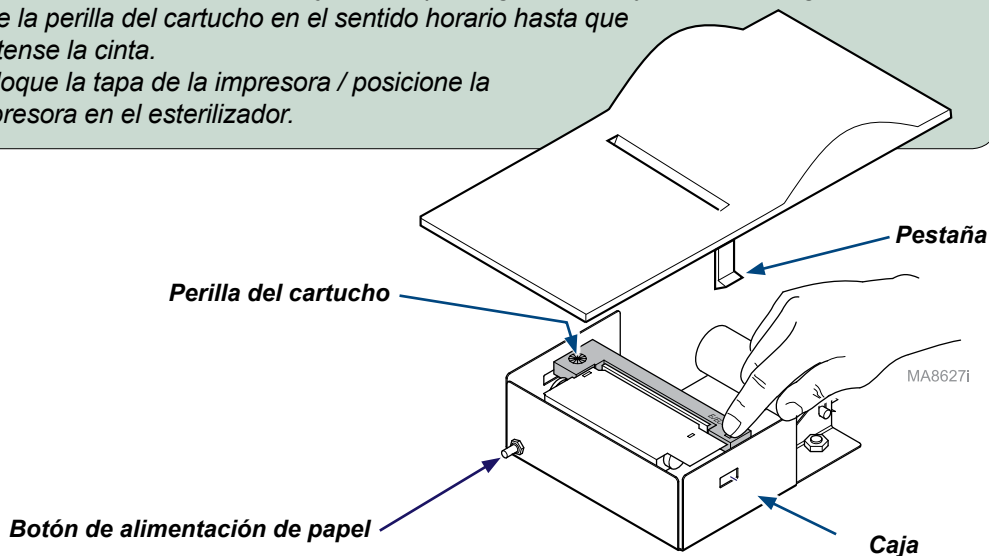 la perilla del cartucho en el sentido horario hasta que
tense la cinta.
loque la tapa de la impresora / posicione la
presora en el esterilizador.
Pestaña
Perilla del cartucho
MA8627i
Botón de alimentación de papel
Caja